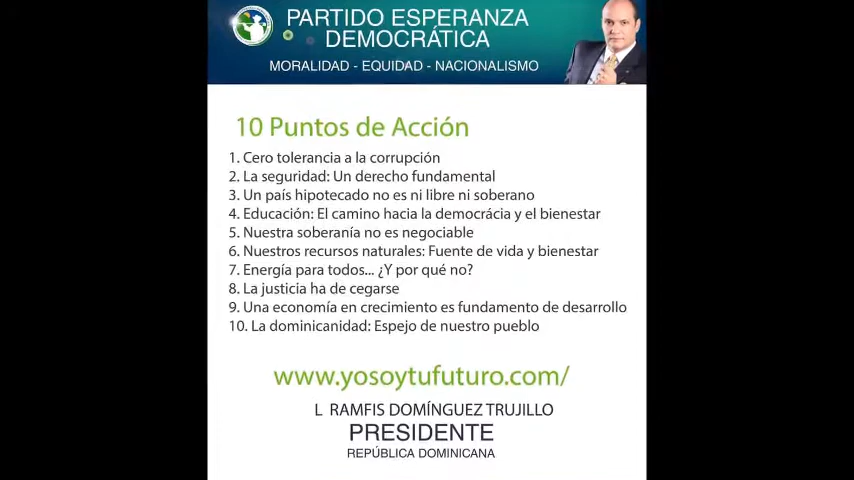 PARTIDO ESPERANZA
DEMOCRÁTICA
MORALIDAD - EQUIDAD - NACIONALISMO
10 Puntos de Acción
1. Cero tolerancia a la corrupción
2. La seguridad: Un derecho fundamental
3. Un país hipotecado no es ni libre ni soberano
4. Educación: El camino hacia la democrácia y el bienestar
5. Nuestra soberanía no es negociable
6. Nuestros recursos naturales: Fuente de vida y bienestar
7. Energía para todos... ¿Y por qué no?
8. La justicia ha de cegarse
9. Una economía en crecimiento es fundamento de desarrollo
10. La dominicanidad: Espejo de nuestro pueblo
www.yosoytufuturo.com/
L RAMFIS DOMÍNGUEZ TRUJILLO
PRESIDENTE
REPÚBLICA DOMINICANA